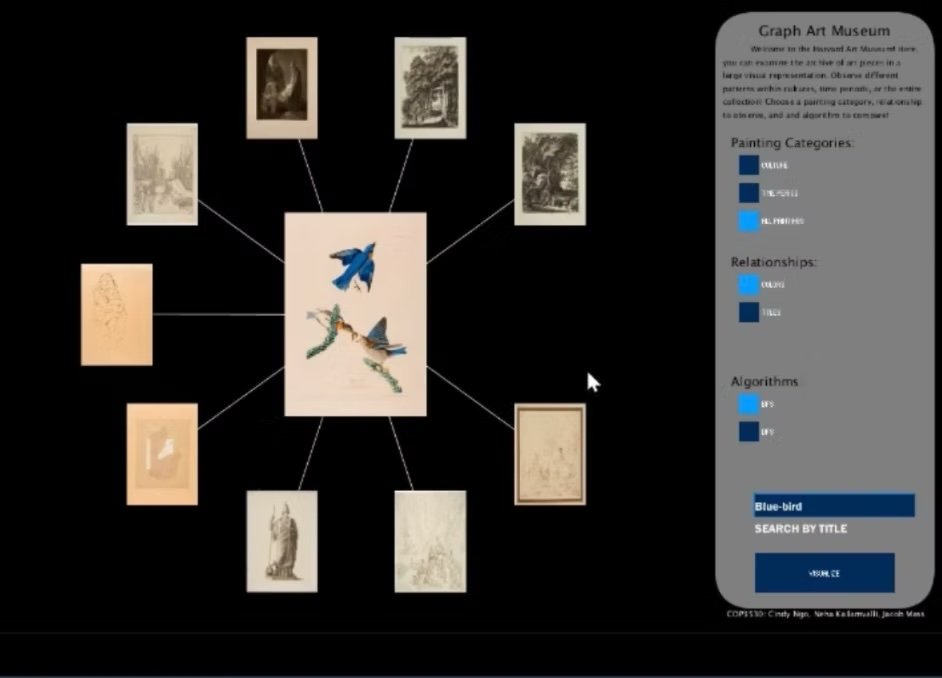 Graph Art Museum
Welcome to the Harvard Art Museum! Here,
you can examine the archive of art pieces in a
large visual representation. Observe different
patterns within cultures, time periods, or the entire
collection! Choose a painting category, relationship
to observe, and and algorithm to compare!
Painting Categories:
CULTURE
TIME PERIOD
ALL PAINTINGS
Relationships:
COLORS
TITLES
Algorithms:
BFS
DFS
Blue-bird
SEARCH BY TITLE
VISUALIZE
COP3530: Cindy Ngo, Neha Jacob Moss